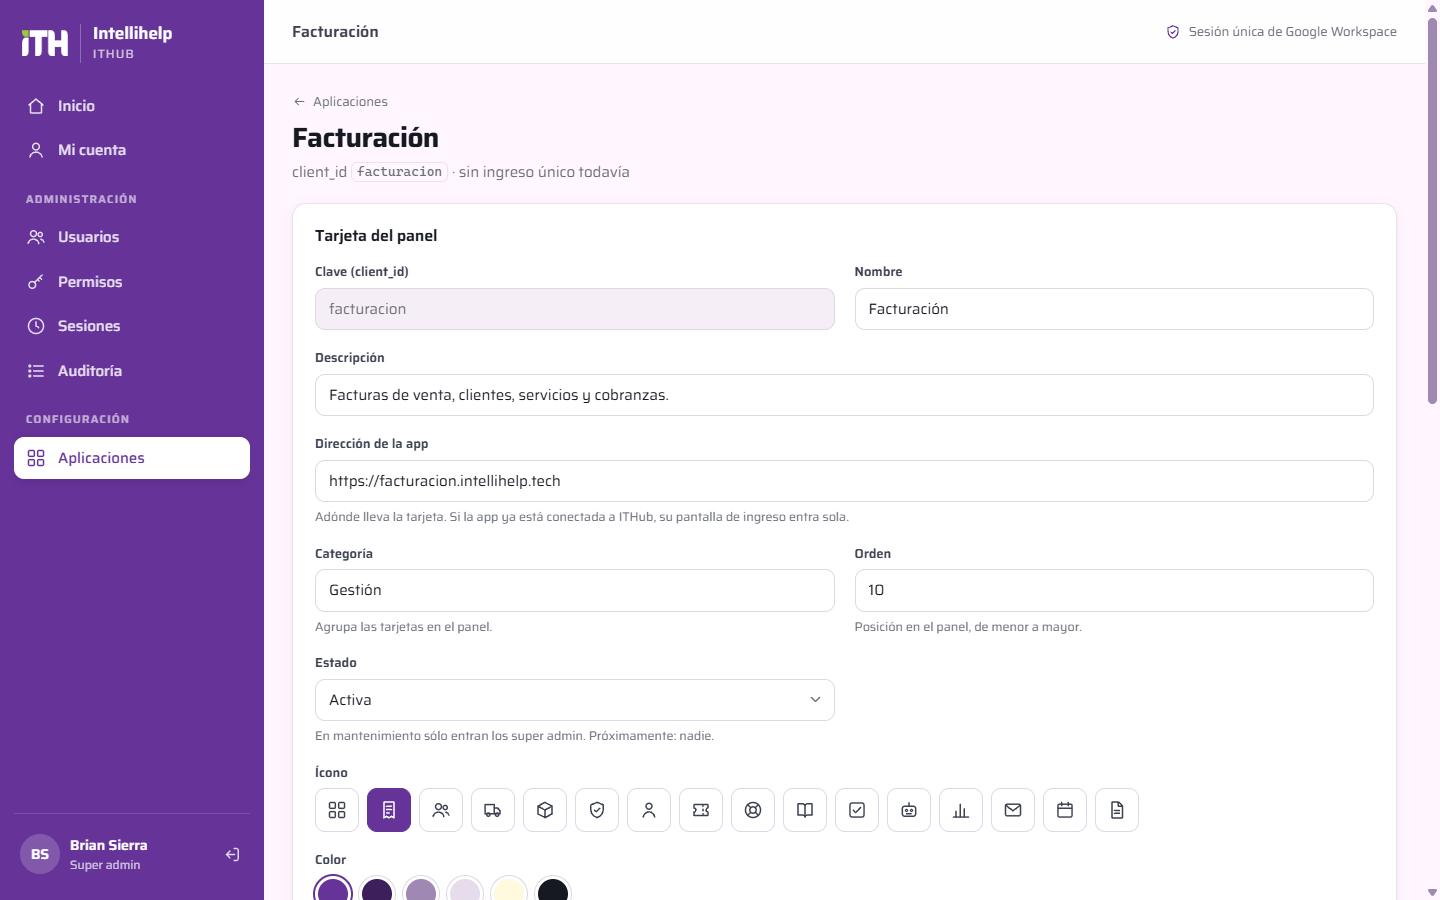 iTH
Intellihelp
ITHUB
Inicio
Mi cuenta
ADMINISTRACIÓN
Usuarios
Permisos
Sesiones
Auditoría
CONFIGURACIÓN
Aplicaciones
BS
Brian Sierra
Super admin
Facturación
Sesión única de Google Workspace
← Aplicaciones
Facturación
client_id facturacion · sin ingreso único todavía
Tarjeta del panel
Clave (client_id)
facturacion
Nombre
Facturación
Descripción
Facturas de venta, clientes, servicios y cobranzas.
Dirección de la app
https://facturacion.intellihelp.tech
Adónde lleva la tarjeta. Si la app ya está conectada a ITHub, su pantalla de ingreso entra sola.
Categoría
Gestión
Agrupa las tarjetas en el panel.
Orden
10
Posición en el panel, de menor a mayor.
Estado
Activa
En mantenimiento sólo entran los super admin. Próximamente: nadie.
Ícono
Color